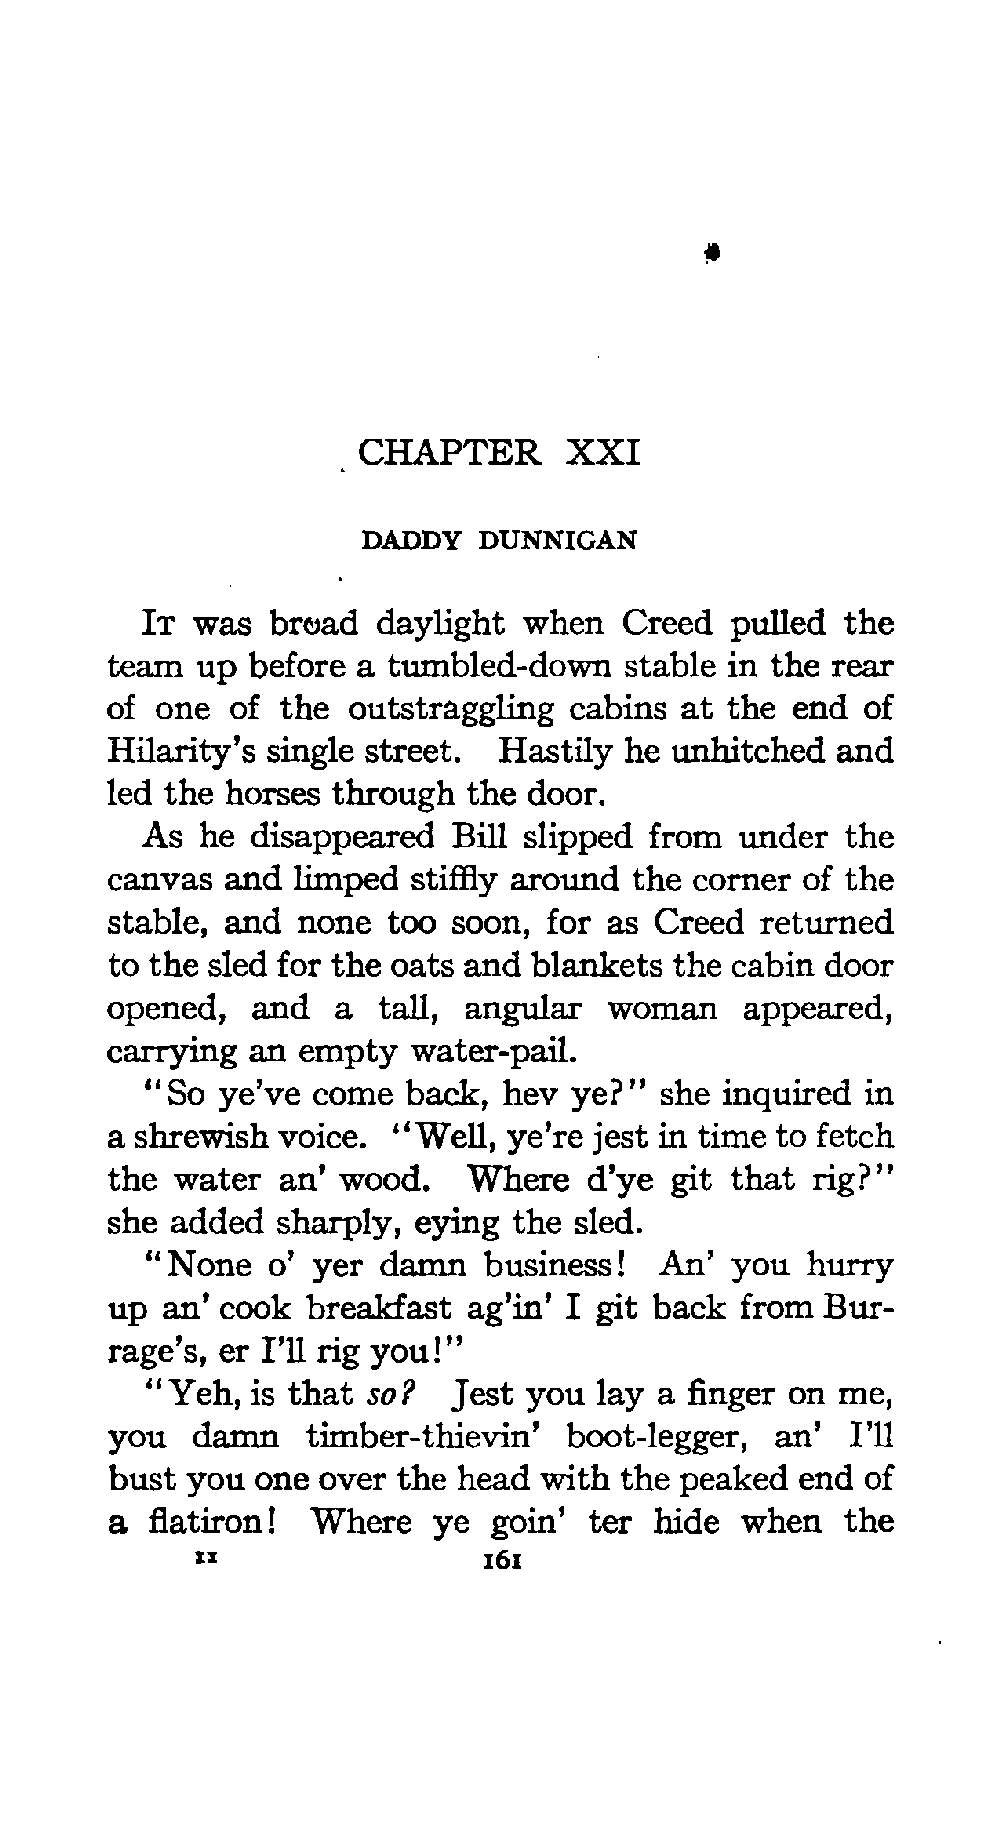 CHAPTER XXI
DADDY DUNNIGAN
IT was broad daylight when Creed pulled the
team up before a tumbled-down stable in the rear
of one of the outstraggling cabins at the end of
Hilarity's single street. Hastily he unhitched and
led the horses through the door.
As he disappeared Bill slipped from under the
canvas and limped stiffly around the corner of the
stable, and none too soon, for as Creed returned
to the sled for the oats and blankets the cabin door
opened, and a tall, angular woman appeared,
carrying an empty water-pail.
"So ye've come back, hev ye?" she inquired in
a shrewish voice. "Well, ye're jest in time to fetch
the water an' wood. Where d'ye git that rig?"
she added sharply, eying the sled.
"None o' yer damn business! An' you hurry
up an' cook breakfast ag'in' I git back from Bur-
rage's, er I'll rig you!"
"Yeh, is that so? Jest you lay a finger on me,
you damn timber-thievin' boot-legger, an' I'll
bust you one over the head with the peaked end of
a flatiron! Where ye goin' ter hide when the
11 161